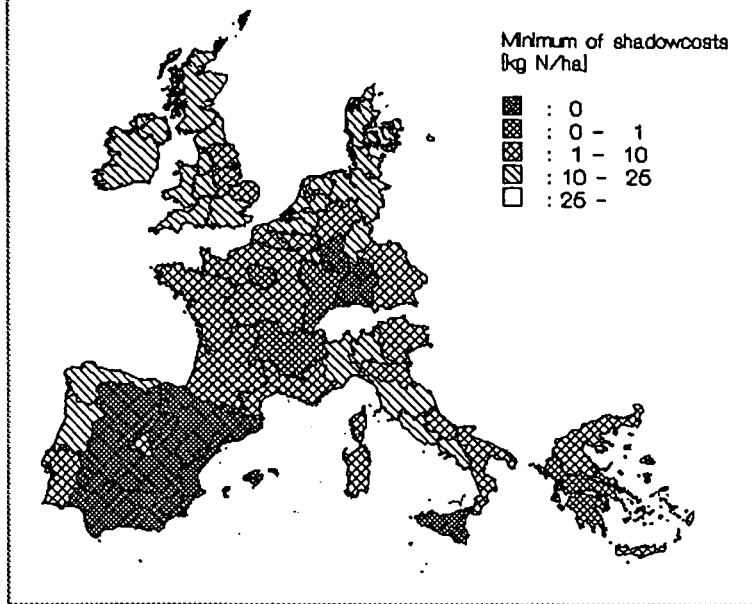 Minimum of shadowcosts
[kg N/ha]
: 0
: 0 - 1
: 1 - 10
: 10 - 25
: 25 -